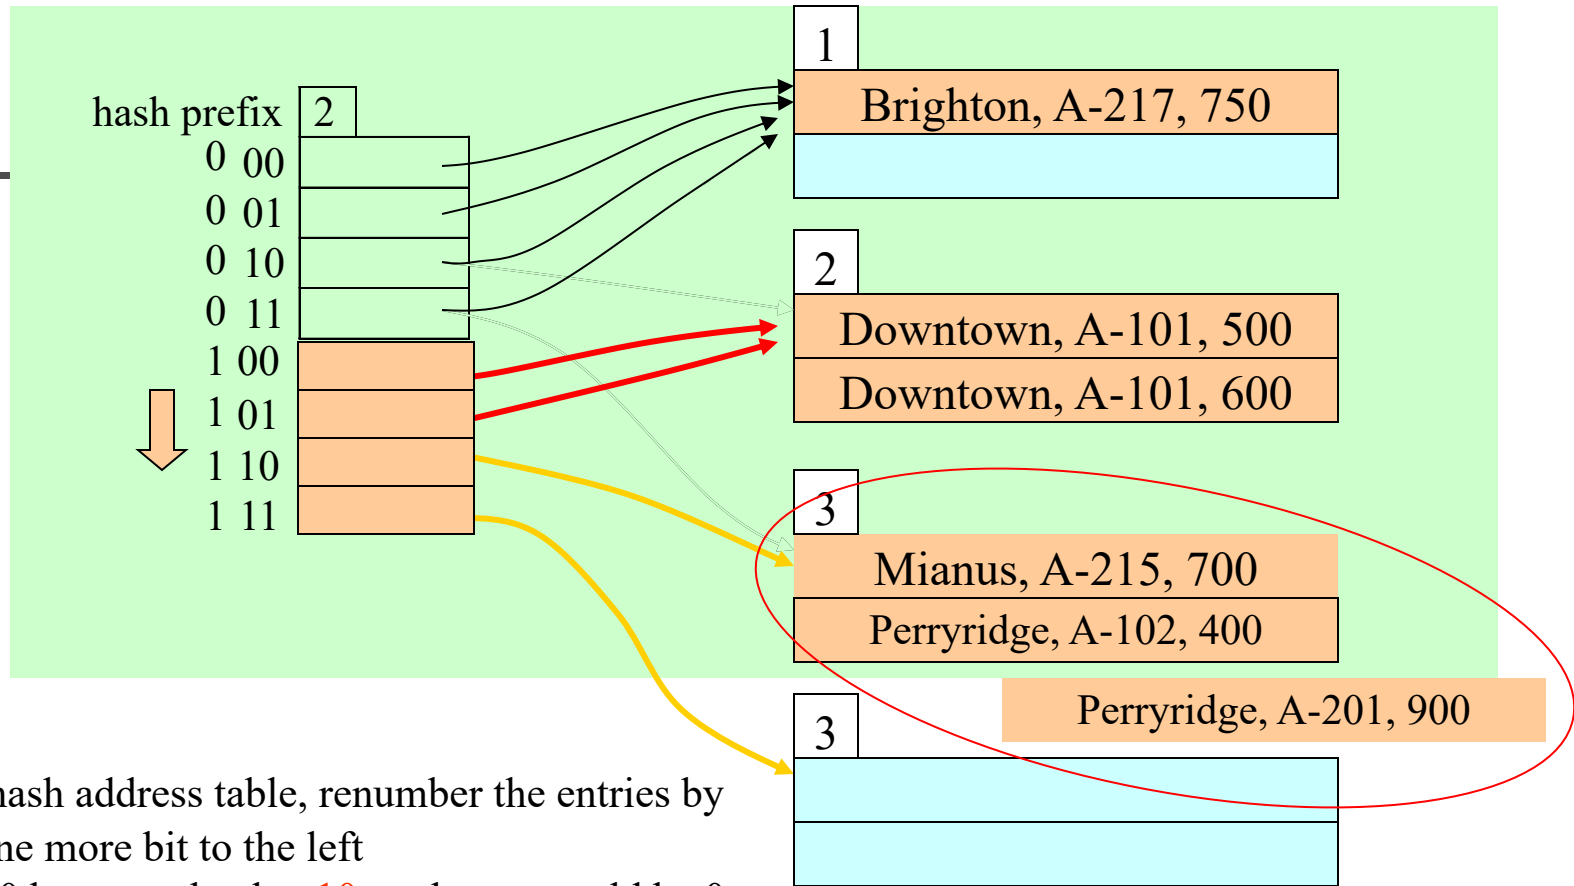 1
Brighton, A-217, 750
hash prefix 2
0 00
0 01
0 10
0 11
1 00
1 01
1 10
1 11
2
Downtown, A-101, 500
Downtown, A-101, 600
3
Mianus, A-215, 700
Perryridge, A-102, 400
Perryridge, A-201, 900
3
hash address table, renumber the entries by
ne more bit to the left